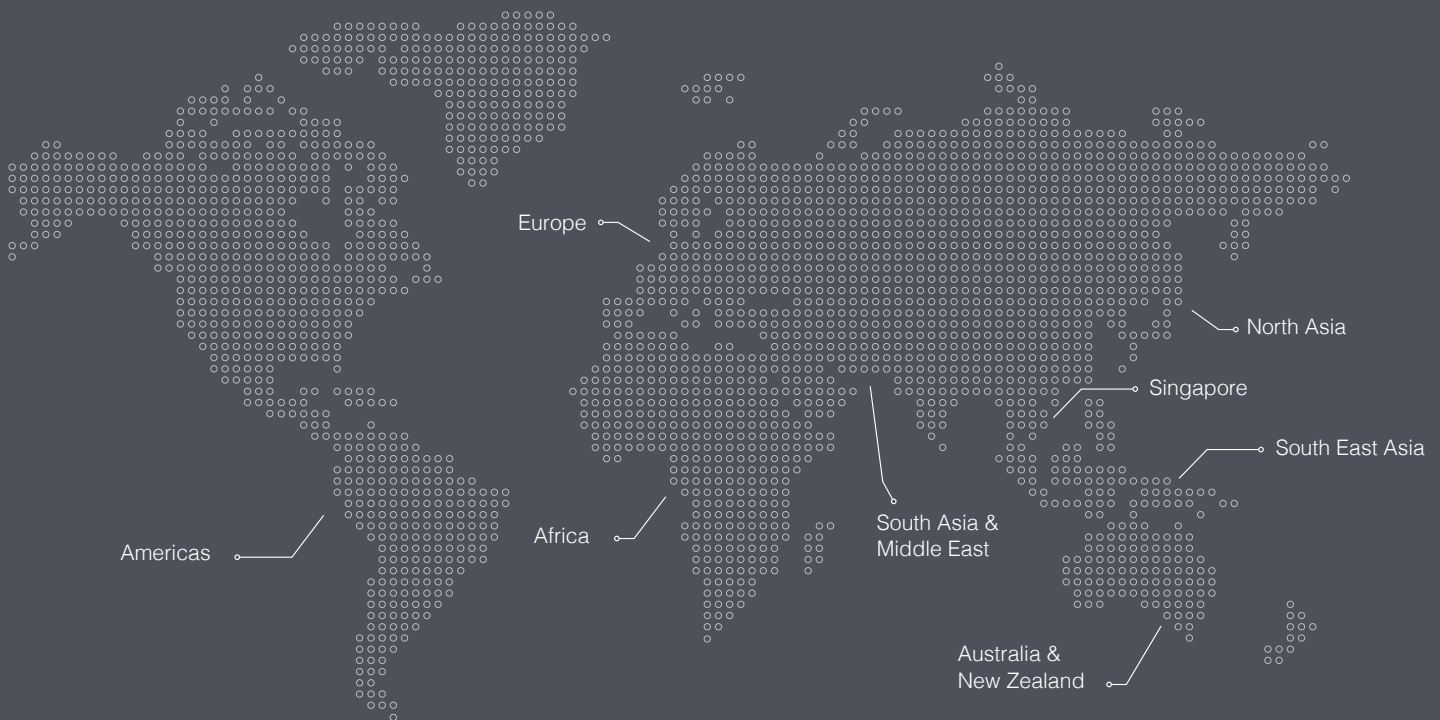 Europe
North Asia
Singapore
South East Asia
South Asia &
Middle East
Africa
Americas
Australia &
New Zealand